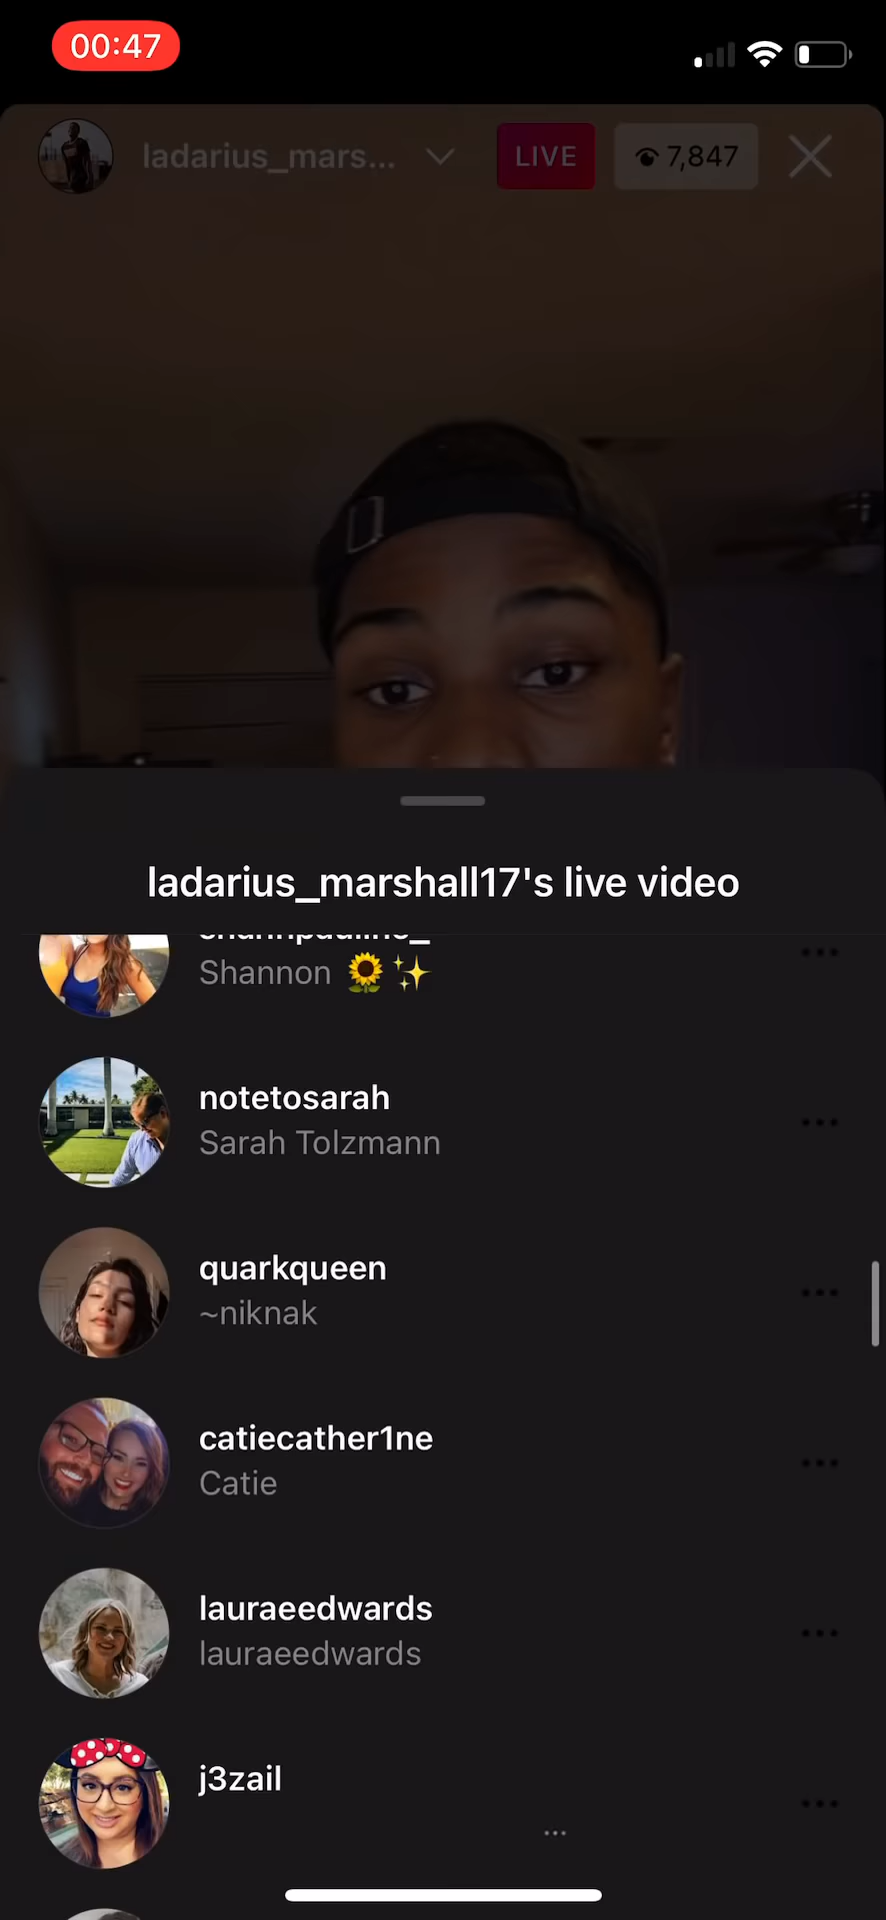 00:47
ladarius_mars...
LIVE
7,847
ladarius_marshall17's live video
Shannon 🌻✨
notetosarah
Sarah Tolzmann
quarkqueen
~niknak
catiecather1ne
Catie
lauraeedwards
lauraeedwards
j3zail
...